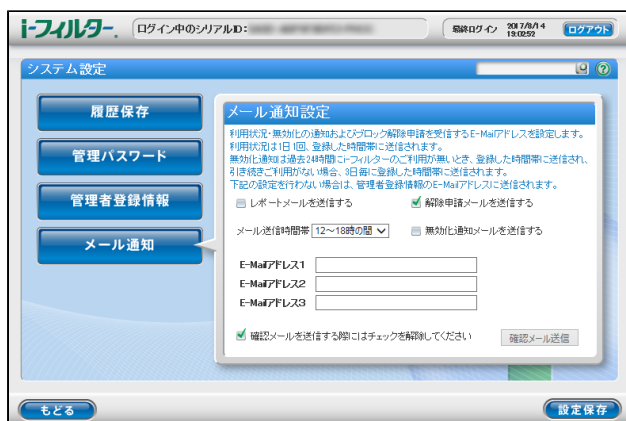 i-フィルター.
ログイン中のシリアルID:
最終ログイン 2017/8/14 19:02:52
ログアウト
システム設定
?
履歴保存
管理パスワード
管理者登録情報
メール通知
メール通知設定
利用状況・無効化の通知およびブロック解除申請を受信するE-Mailアドレスを設定します。
利用状況は1日1回、登録した時間帯に送信されます。
無効化通知は過去24時間にi-フィルターのご利用が無いとき、登録した時間帯に送信され、
引き続きご利用がない場合、3日毎に登録した時間帯に送信されます。
下記の設定を行わない場合は、管理者登録情報のE-Mailアドレスに送信されます。
レポートメールを送信する 解除申請メールを送信する
メール送信時間帯 12~18時の間 無効化通知メールを送信する
E-Mailアドレス1
E-Mailアドレス2
E-Mailアドレス3
確認メールを送信する際にはチェックを解除してください 確認メール送信
もどる
設定保存